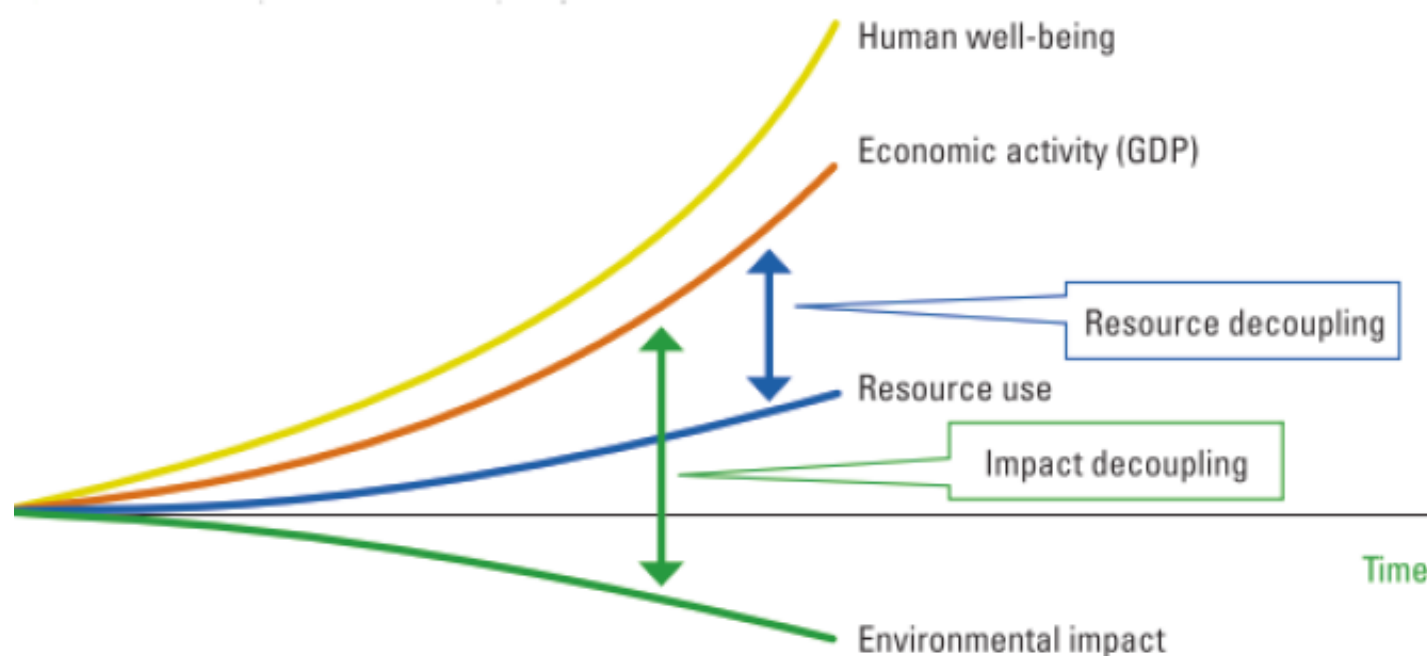 Human well-being
Economic activity (GDP)
Resource decoupling
Resource use
Impact decoupling
Time
Environmental impact